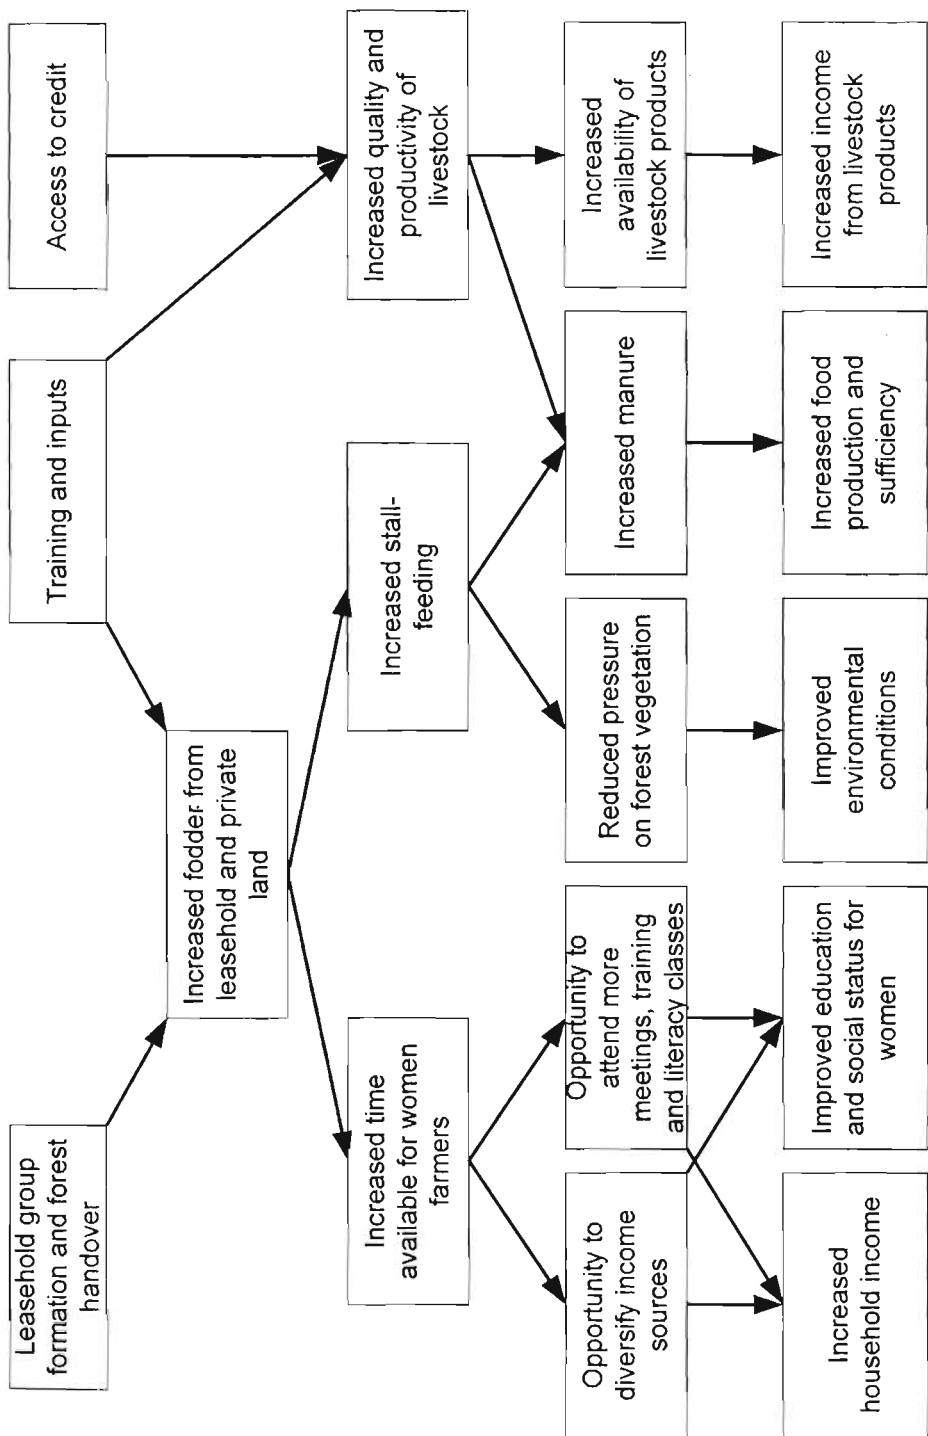 Leasehold group
formation and forest
handover
Training and inputs
Access to credit
Increased fodder from
leasehold and private
land
Increased time
available for women
farmers
Increased stall-
feeding
Increased quality and
productivity of
livestock
Opportunity to
diversify income
sources
Opportunity to
attend more
meetings, training
and literacy classes
Reduced pressure
on forest vegetation
Increased manure
Increased
availability of
livestock products
Increased
household income
Improved education
and social status for
women
Improved
environmental
conditions
Increased food
production and
sufficiency
Increased income
from livestock
products